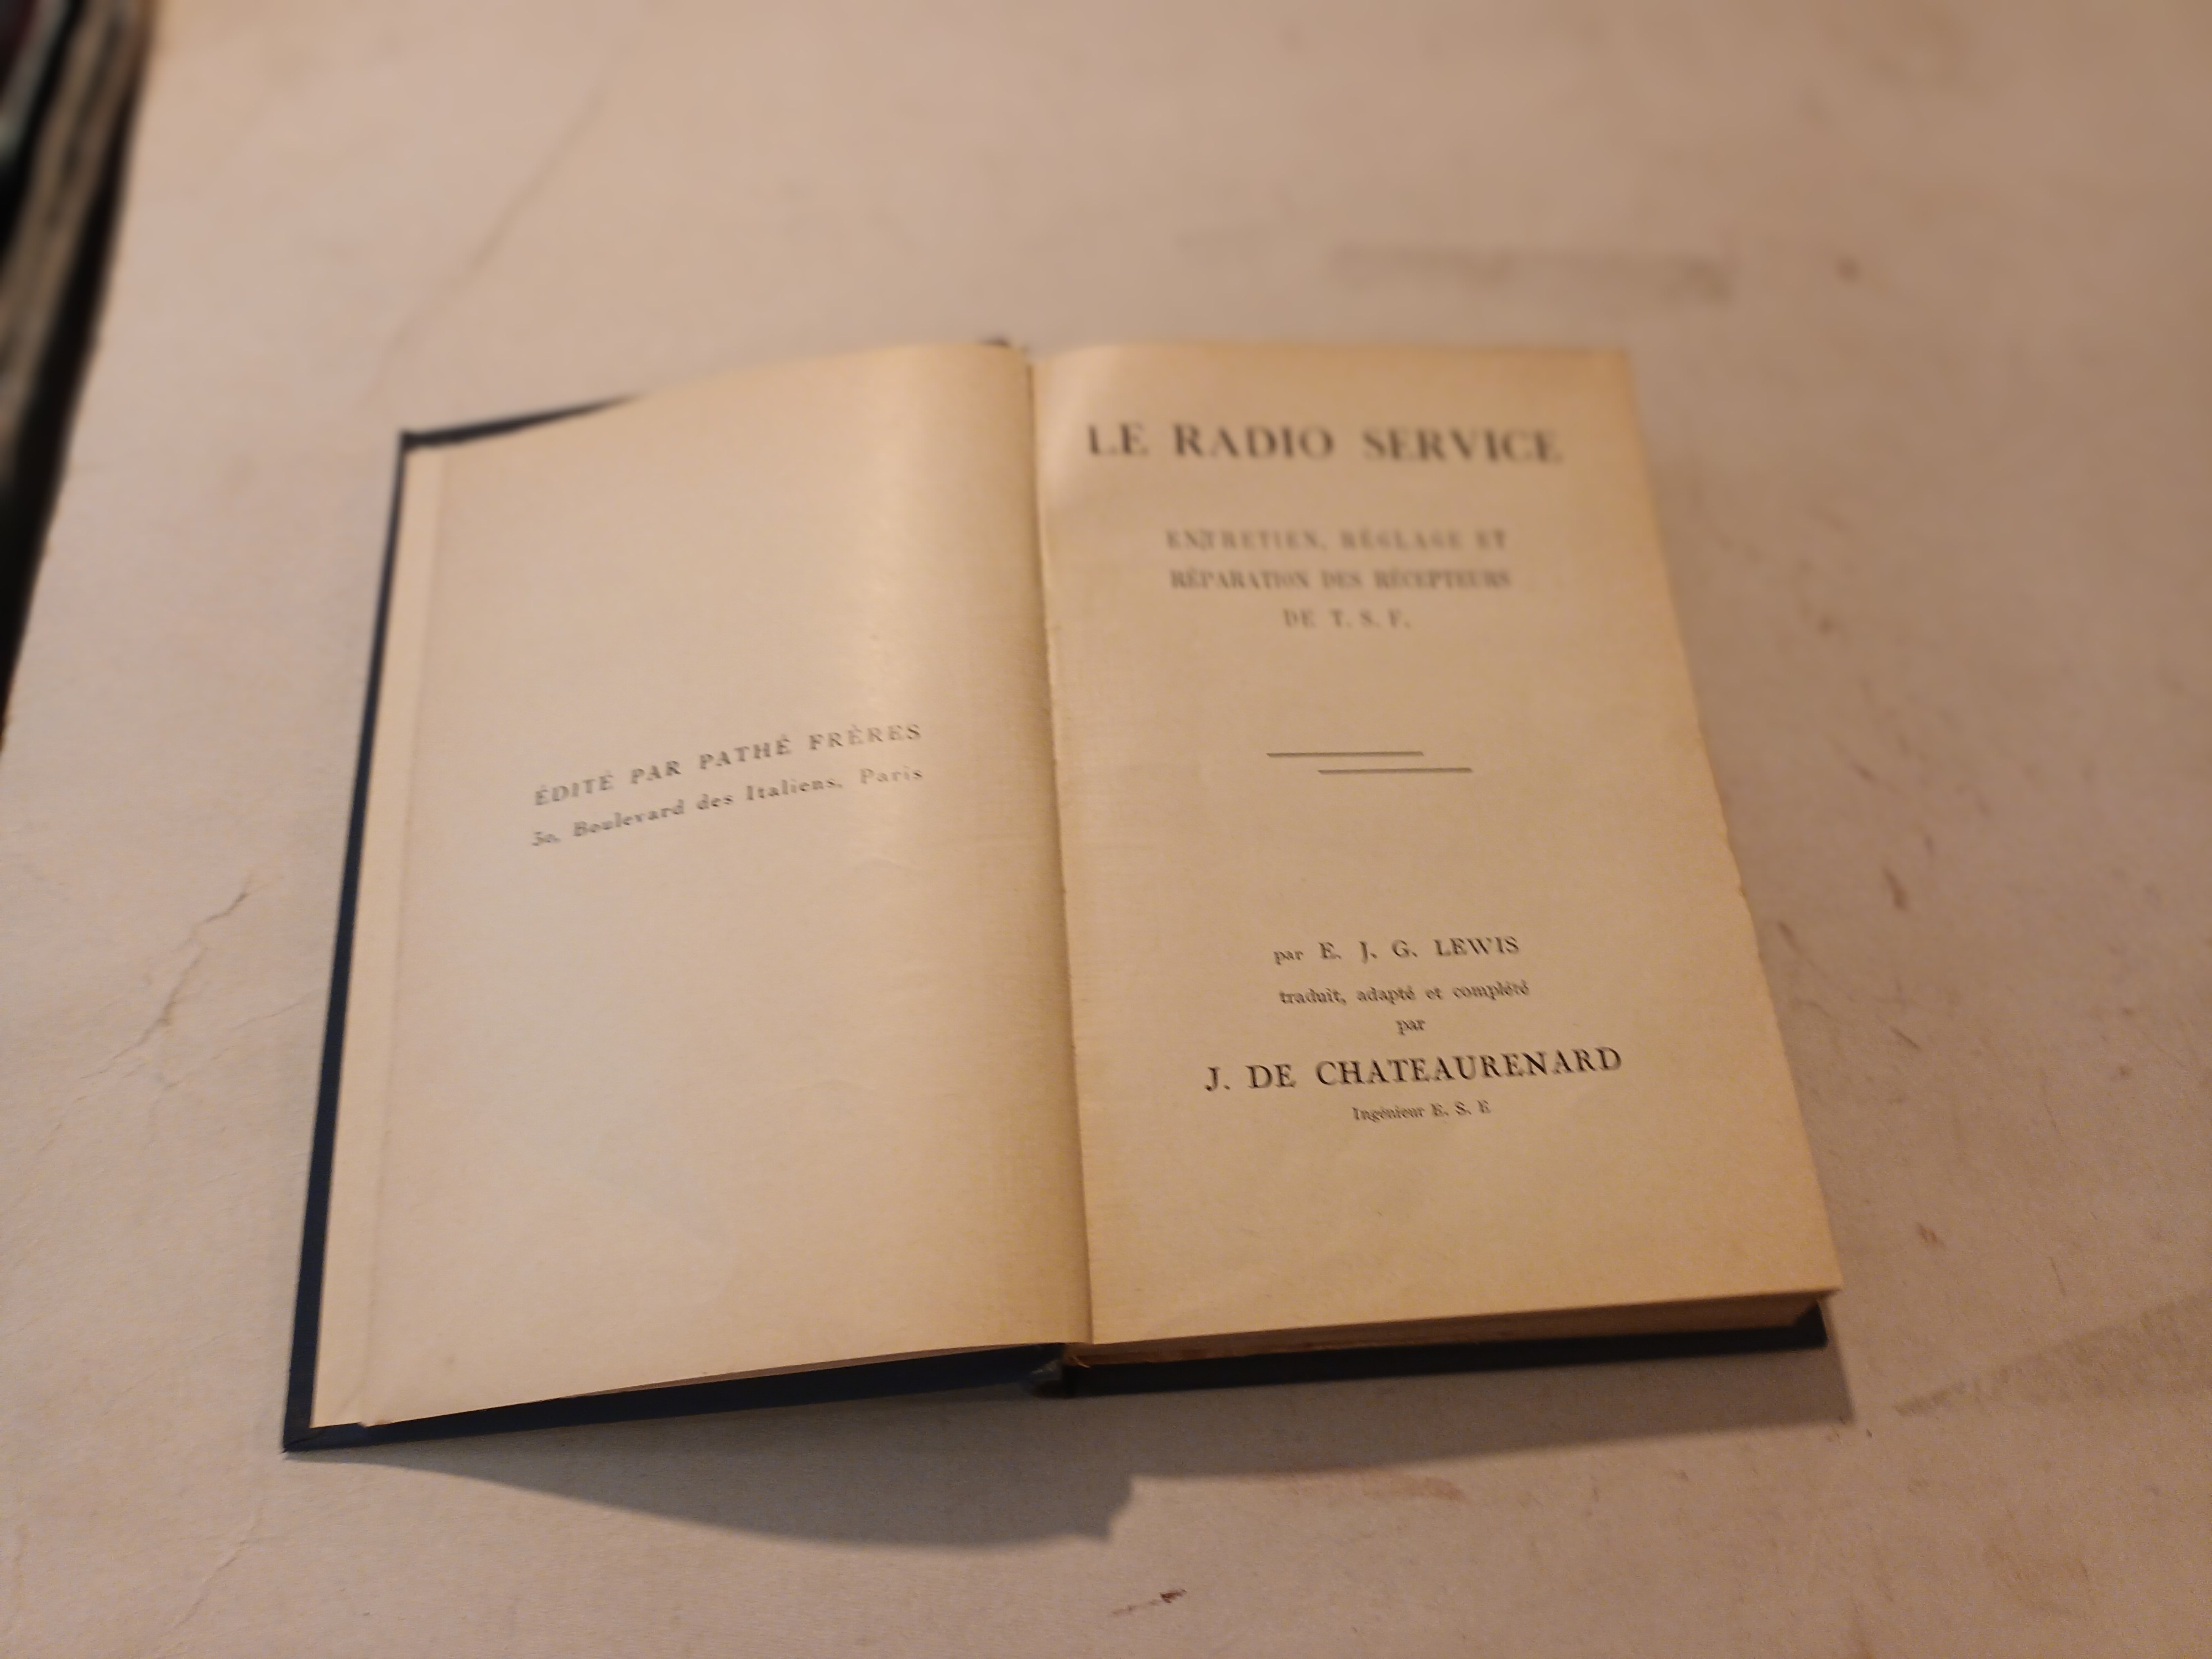 ÉDITÉ PAR PATHÉ FRÈRES
30, Boulevard des Italiens, Paris
LE RADIO SERVICE
ENTRETIEN, RÉGLAGE ET
RÉPARATION DES RÉCEPTEURS
DE T. S. F.
par E. J. G. LEWIS
traduit, adapté et complété
par
J. DE CHATEAURENARD
Ingénieur E. S. E